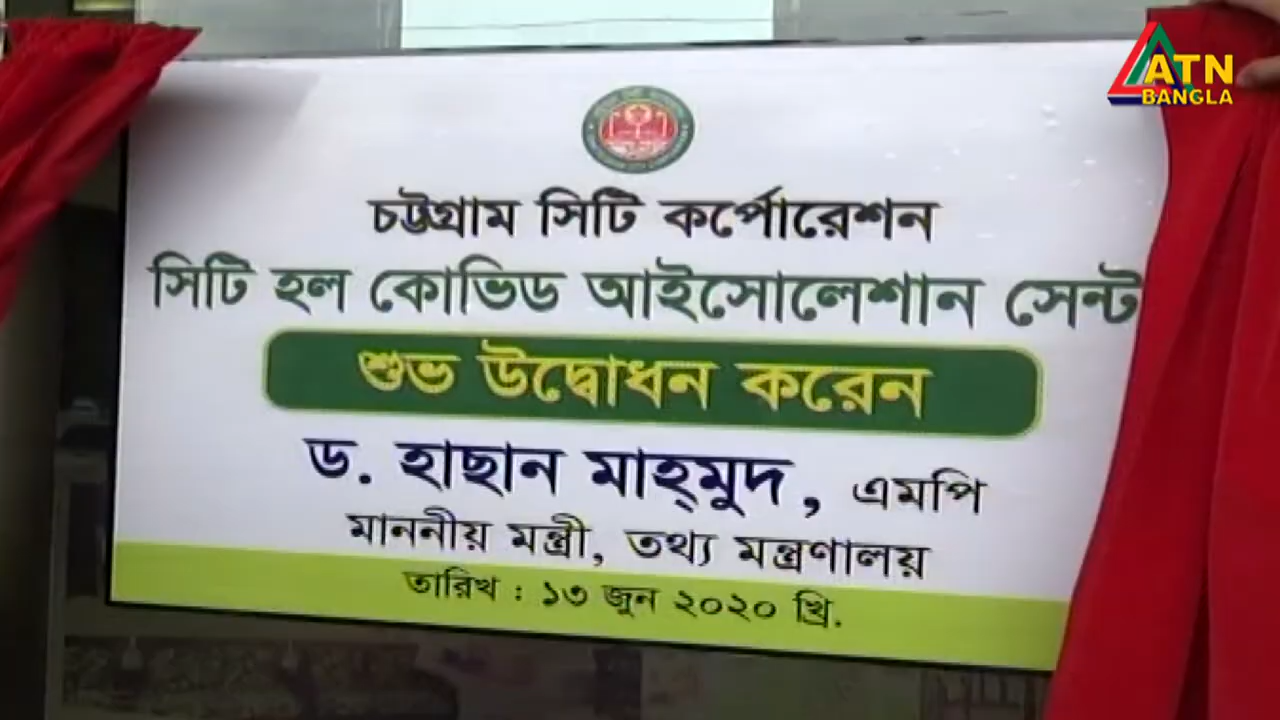 ATN
BANGLA
চট্টগ্রাম সিটি কর্পোরেশন
সিটি হল কোভিড আইসোলেশান সেন্ট
শুভ উদ্বোধন করেন
ড. হাছান মাহ্‌মুদ, এমপি
মাননীয় মন্ত্রী, তথ্য মন্ত্রণালয়
তারিখ : ১৩ জুন ২০২০ খ্রি.